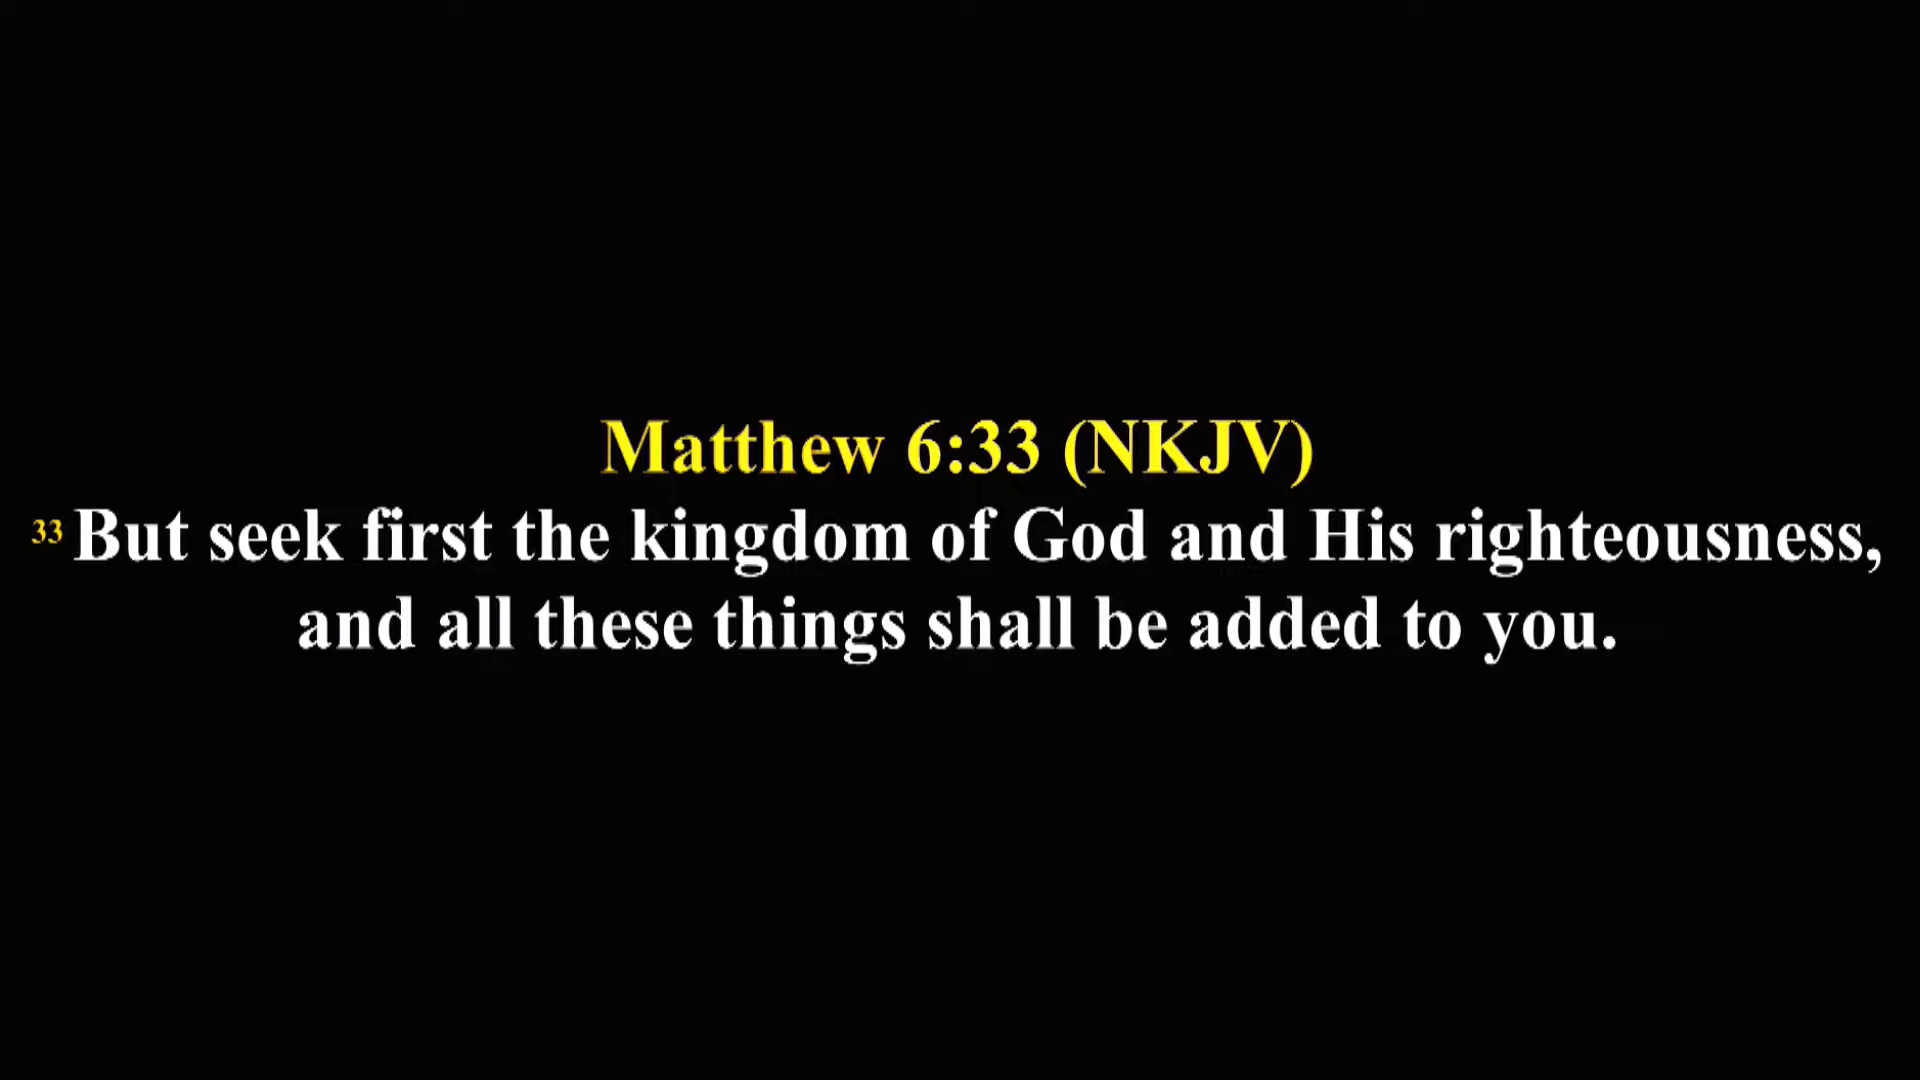 Matthew 6:33 (NKJV)
33 But seek first the kingdom of God and His righteousness,
and all these things shall be added to you.